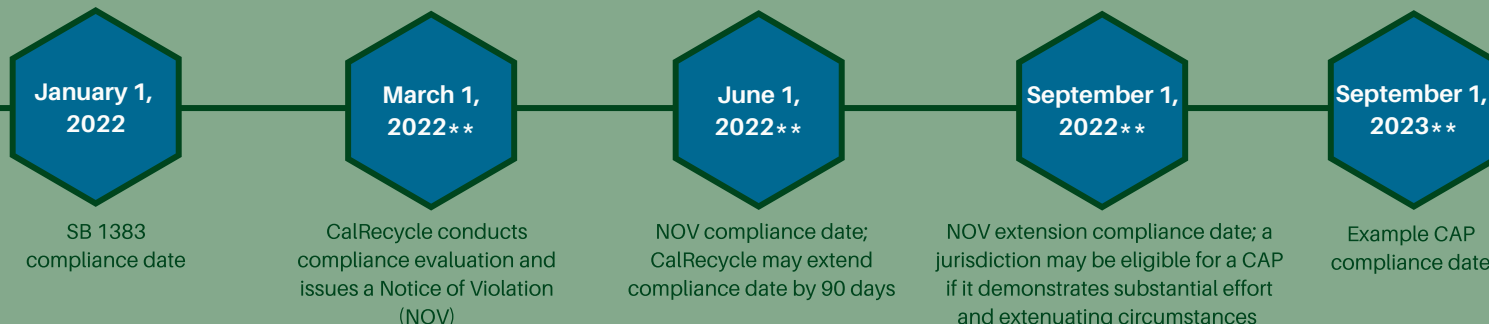 January 1,
2022
March 1,
2022**
June 1,
2022**
September 1,
2022**
September 1,
2023**
SB 1383
compliance date
CalRecycle conducts
compliance evaluation and
issues a Notice of Violation
(NOV)
NOV compliance date;
CalRecycle may extend
compliance date by 90 days
NOV extension compliance date; a
jurisdiction may be eligible for a CAP
if it demonstrates substantial effort
and extenuating circumstances
Example CAP
compliance date